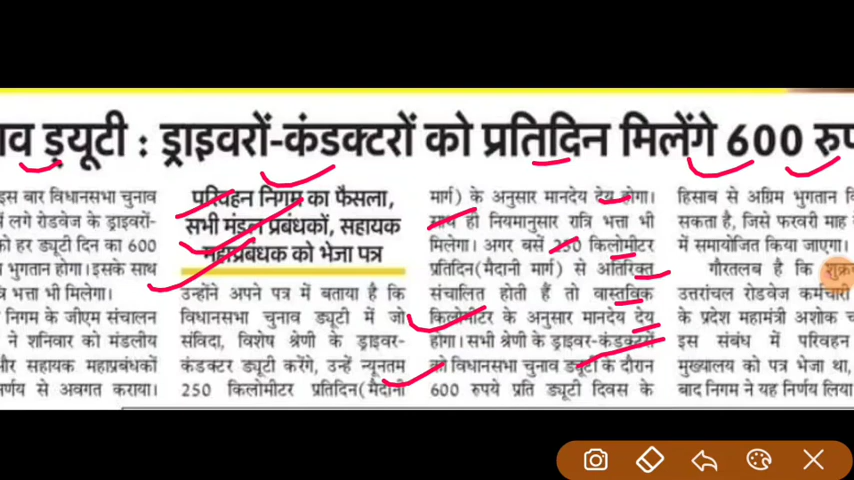 व ड्यूटी : ड्राइवरों-कंडक्टरों को प्रतिदिन मिलेंगे 600 रुप
इस बार विधानसभा चुनाव
में लगे रोडवेज के ड्राइवरों-
को हर ड्यूटी दिन का 600
भुगतान होगा। इसके साथ
भत्ता भी मिलेगा।
निगम के जीएम संचालन
ने शनिवार को मंडलीय
और सहायक महाप्रबंधकों
निर्णय से अवगत कराया।
परिवहन निगम का फैसला,
सभी मंडल प्रबंधकों, सहायक
महाप्रबंधक को भेजा पत्र
उन्होंने अपने पत्र में बताया है कि
विधानसभा चुनाव ड्यूटी में जो
संविदा, विशेष श्रेणी के ड्राइवर-
कंडक्टर ड्यूटी करेंगे, उन्हें न्यूनतम
250 किलोमीटर प्रतिदिन(मैदानी
मार्ग) के अनुसार मानदेय देय होगा।
साथ ही नियमानुसार रात्रि भत्ता भी
मिलेगा। अगर बसें 250 किलोमीटर
प्रतिदिन(मैदानी मार्ग) से अतिरिक्त
संचालित होती हैं तो वास्तविक
किलोमीटर के अनुसार मानदेय देय
होगा। सभी श्रेणी के ड्राइवर-कंडक्टरों
को विधानसभा चुनाव ड्यूटी के दौरान
600 रुपये प्रति ड्यूटी दिवस के
हिसाब से अग्रिम भुगतान कि
सकता है, जिसे फरवरी माह
में समायोजित किया जाएगा।
गौरतलब है कि शुक्र
उत्तरांचल रोडवेज कर्मचारी
के प्रदेश महामंत्री अशोक च
इस संबंध में परिवहन
मुख्यालय को पत्र भेजा था,
बाद निगम ने यह निर्णय लिया